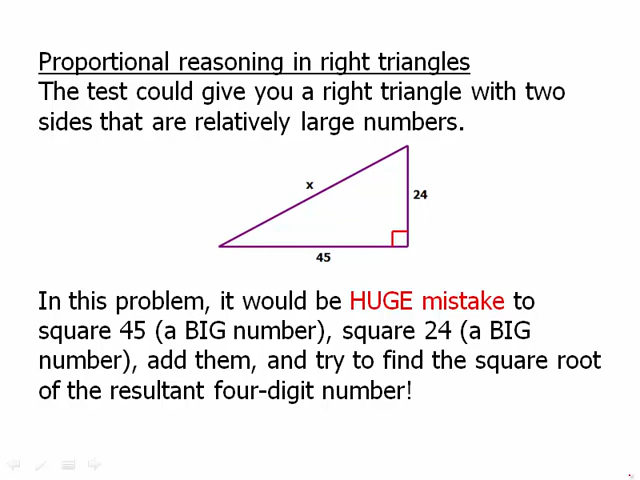 Proportional reasoning in right triangles
The test could give you a right triangle with two
sides that are relatively large numbers.
x
24
45
In this problem, it would be HUGE mistake to
square 45 (a BIG number), square 24 (a BIG
number), add them, and try to find the square root
of the resultant four-digit number!